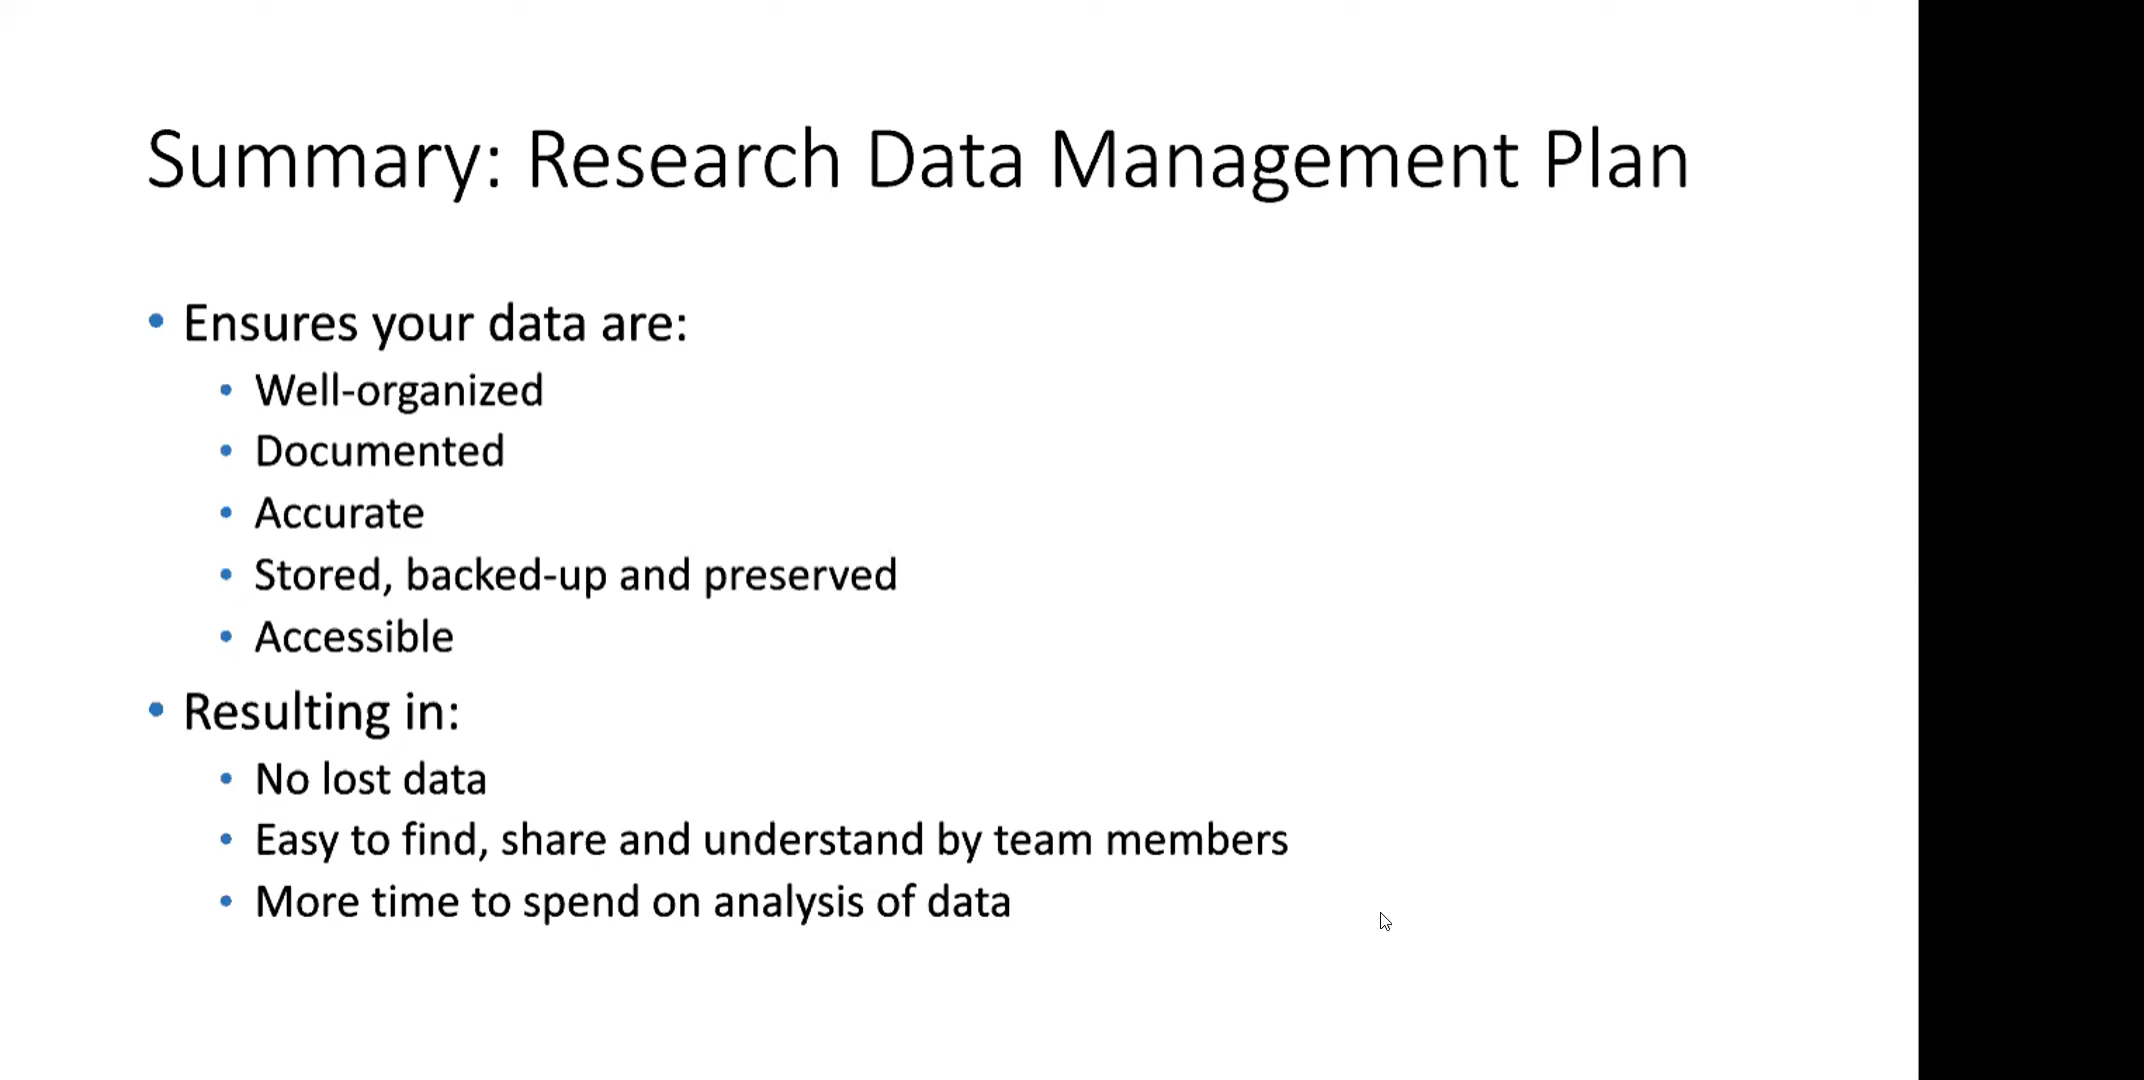 Summary: Research Data Management Plan
• Ensures your data are:
• Well-organized
• Documented
• Accurate
• Stored, backed-up and preserved
• Accessible
• Resulting in:
• No lost data
• Easy to find, share and understand by team members
• More time to spend on analysis of data